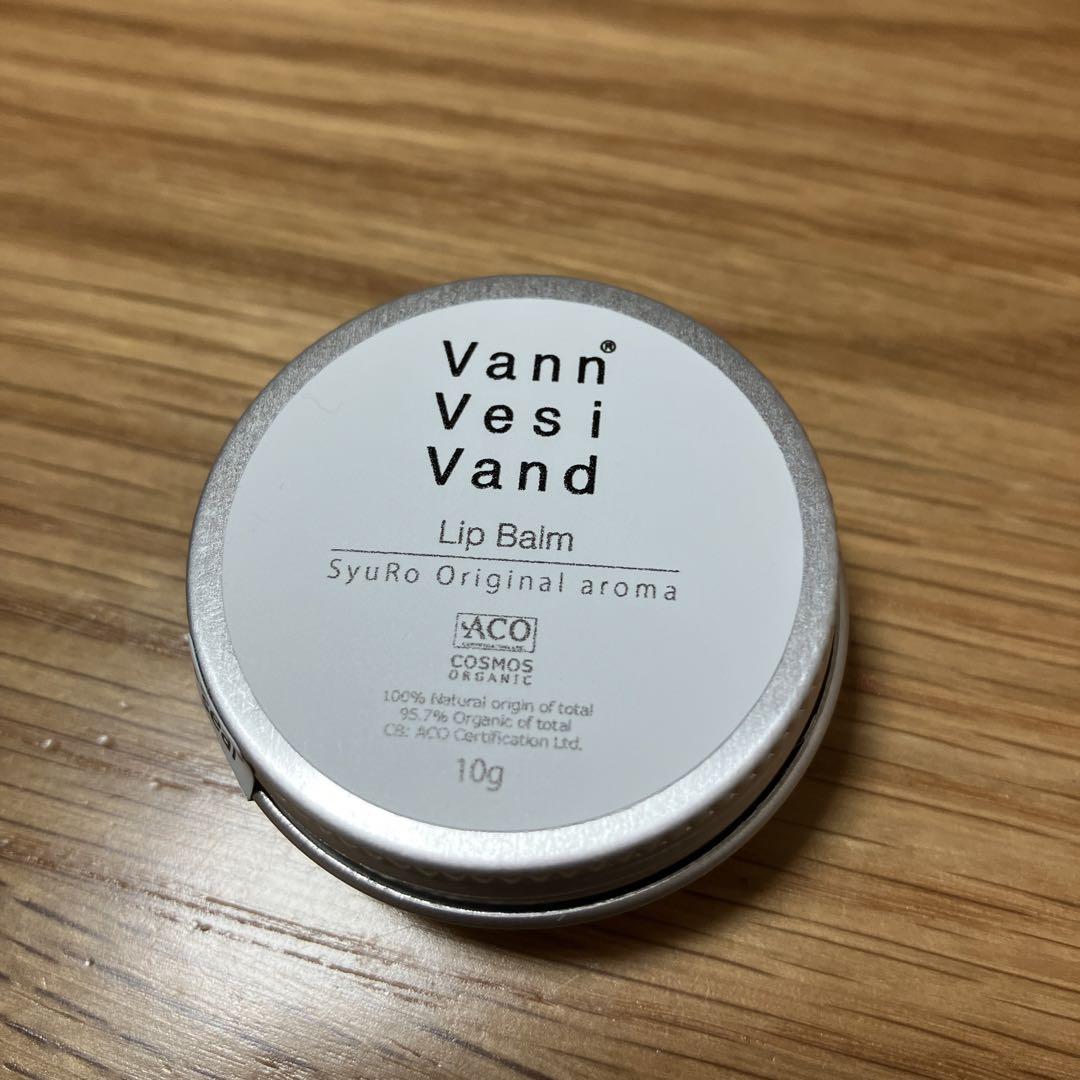 Vann®
Vesi
Vand
Lip Balm
SyuRo Original aroma
ACO
COSMOS
ORGANIC
100% Natural origin of total
95.7% Organic of total
CB: ACO Certification Ltd.
10g